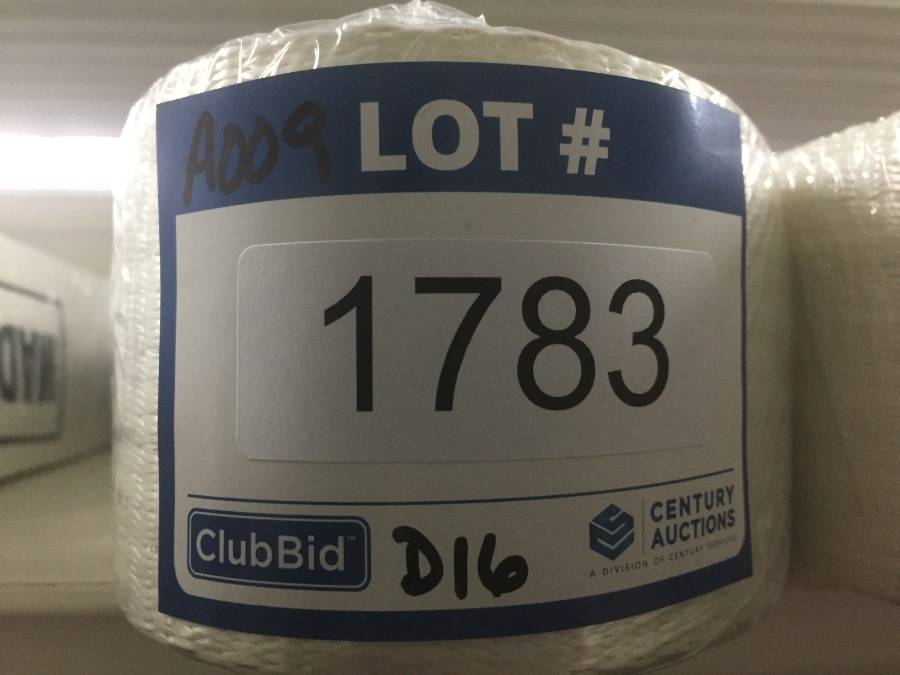 A009 LOT #
1783
ClubBid™
D16
CENTURY
AUCTIONS
A DIVISION OF CENTURY SERVICES